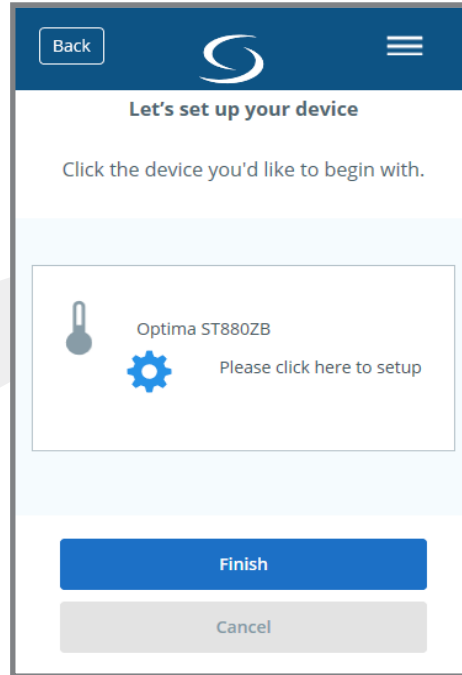 Back
Let's set up your device
Click the device you'd like to begin with.
Optima ST880ZB
Please click here to setup
Finish
Cancel